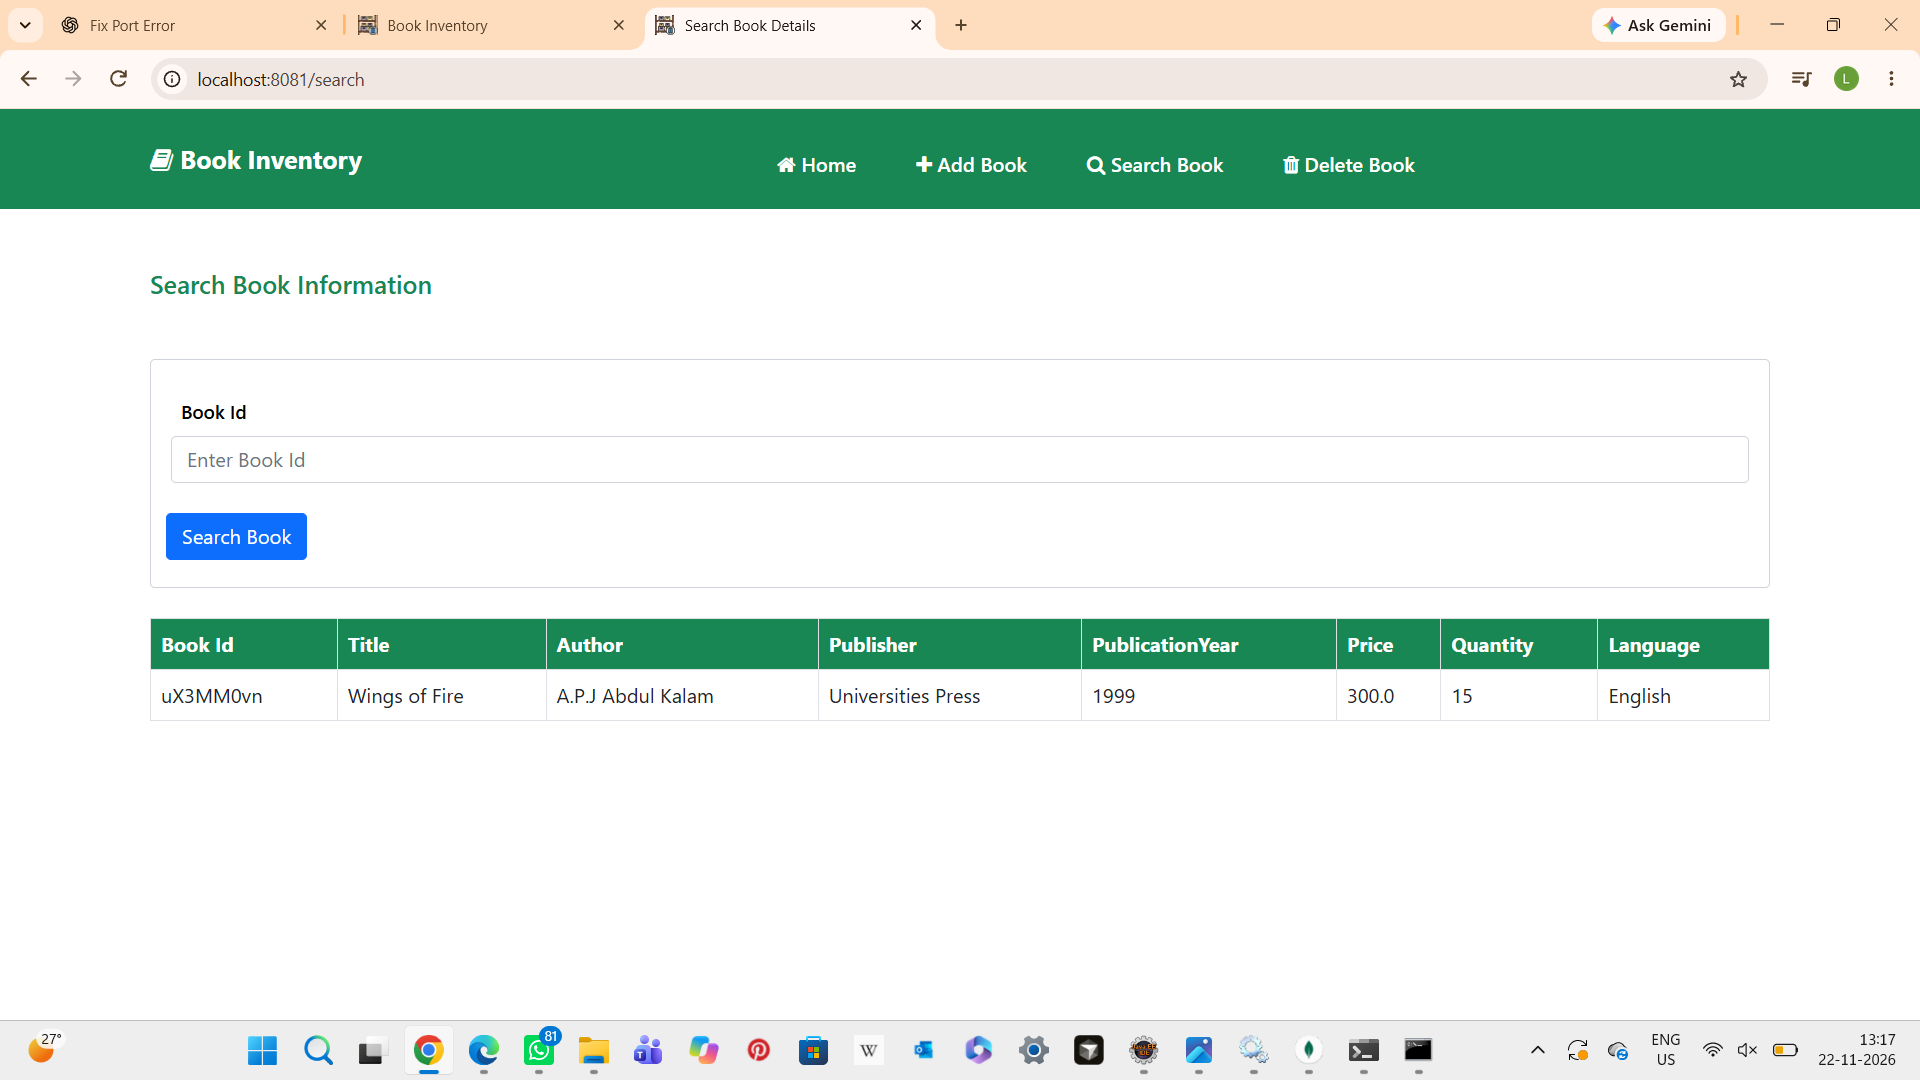 Fix Port Error
Book Inventory
Search Book Details
Ask Gemini
localhost:8081/search
L
Book Inventory
Home
Add Book
Search Book
Delete Book
Search Book Information
Book Id
Enter Book Id
Search Book
Book Id Title Author Publisher PublicationYear Price Quantity Language
uX3MM0vn Wings of Fire A.P.J Abdul Kalam Universities Press 1999 300.0 15 English
27°
81
T
W
ENG
US
13:17
22-11-2026